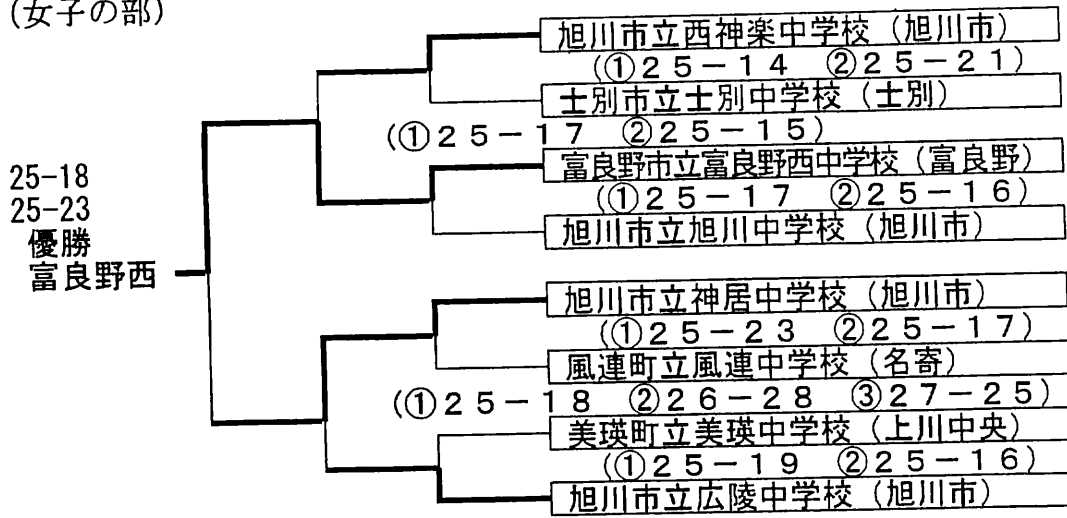 (女子の部)
旭川市立西神楽中学校（旭川市）
(①25－14　②25－21)
士別市立士別中学校（士別）
(①25－17　②25－15)
富良野市立富良野西中学校（富良野）
(①25－17　②25－16)
旭川市立旭川中学校（旭川市）
25-18
25-23
優勝
富良野西
旭川市立神居中学校（旭川市）
(①25－23　②25－17)
風連町立風連中学校（名寄）
(①25－18　②26－28　③27－25)
美瑛町立美瑛中学校（上川中央）
(①25－19　②25－16)
旭川市立広陵中学校（旭川市）